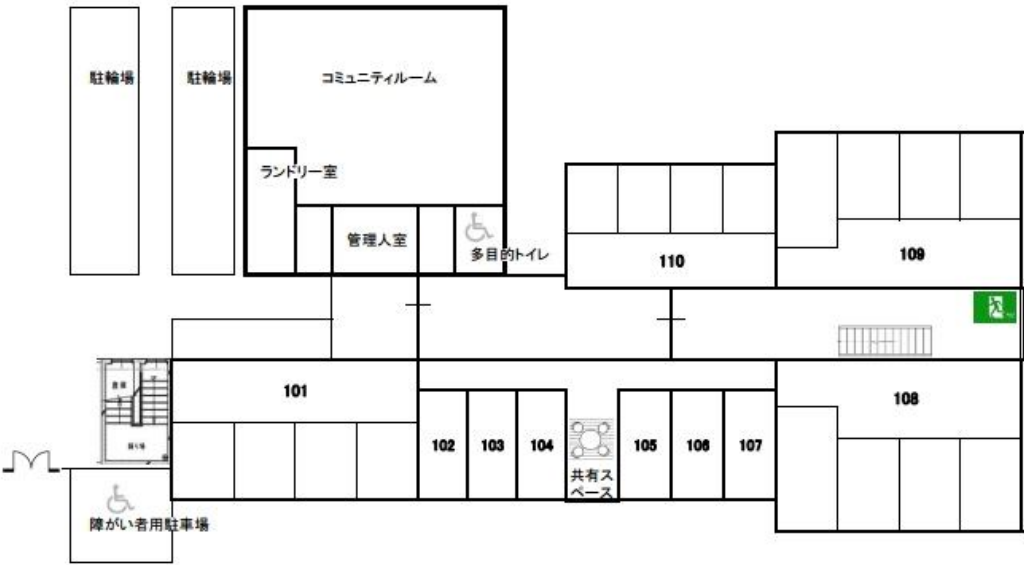 駐輪場
駐輪場
コミュニティルーム
ランドリー室
管理人室
多目的トイレ
110
109
101
108
102
103
104
105
106
107
共有ス
ペース
障がい者用駐車場